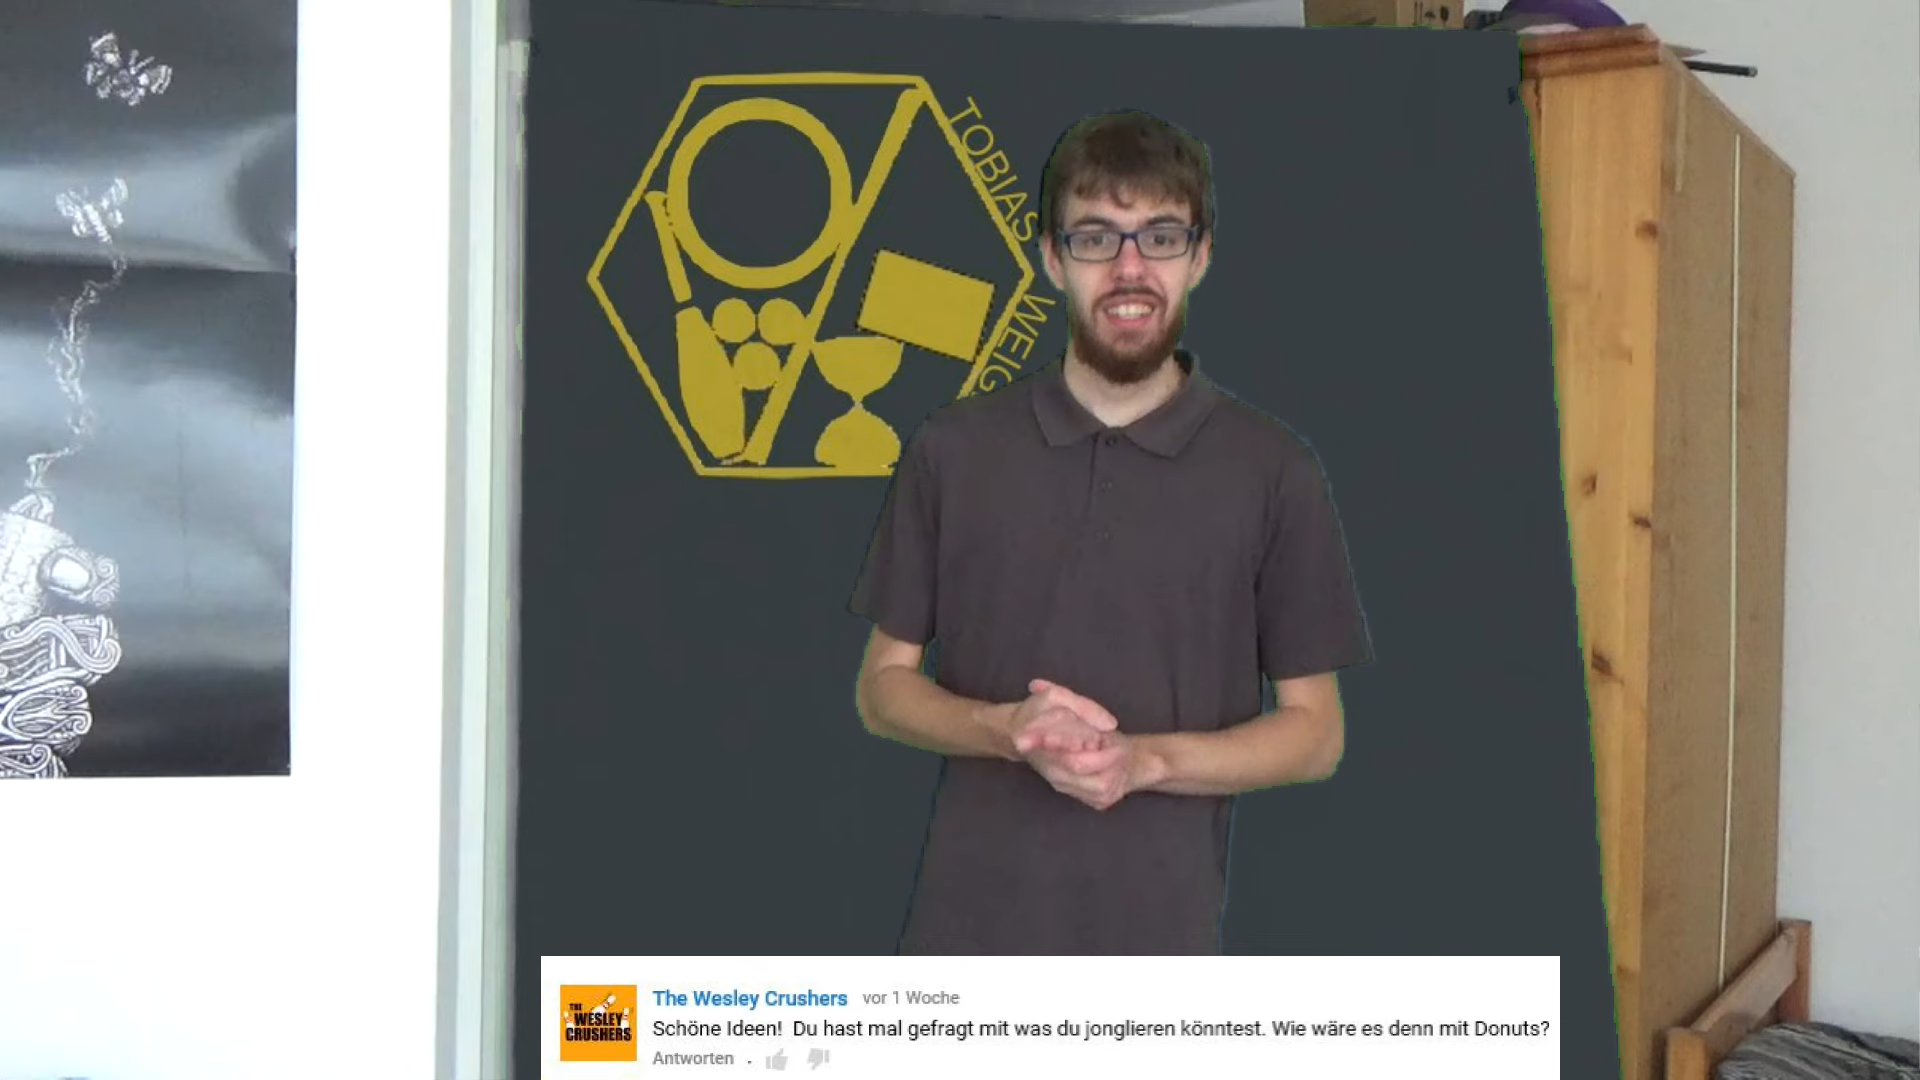 TOBIAS
The Wesley Crushers vor 1 Woche
THE
WESLEY
CRUSHERS
Schöne Ideen! Du hast mal gefragt mit was du jonglieren könntest. Wie wäre es denn mit Donuts?
Antworten .